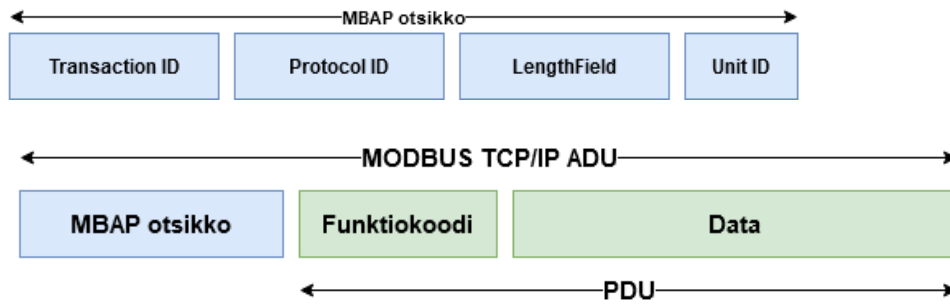 MBAP otsikko
Transaction ID Protocol ID LengthField Unit ID
MODBUS TCP/IP ADU
MBAP otsikko Funktiokoodi Data
PDU